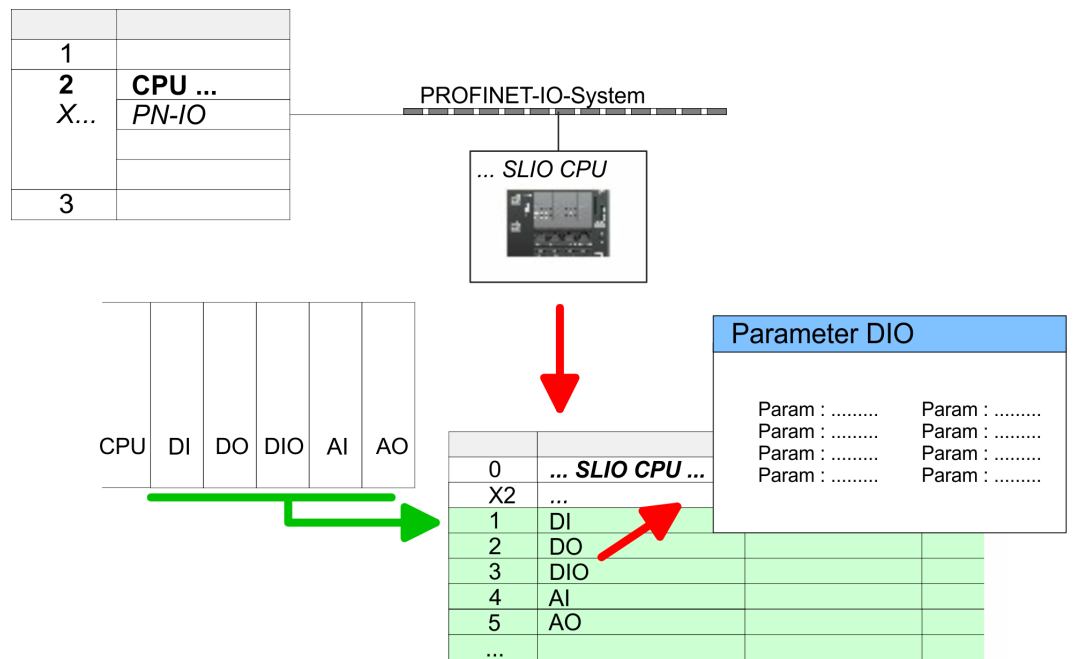 1
2 CPU ...
X... PN-IO
3
PROFINET-IO-System
... SLIO CPU
CPU DI DO DIO AI AO
Parameter DIO
Param : ......... Param : .........
Param : ......... Param : .........
Param : ......... Param : .........
Param : ......... Param : .........
0 ... SLIO CPU ...
X2 ...
1 DI
2 DO
3 DIO
4 AI
5 AO
...